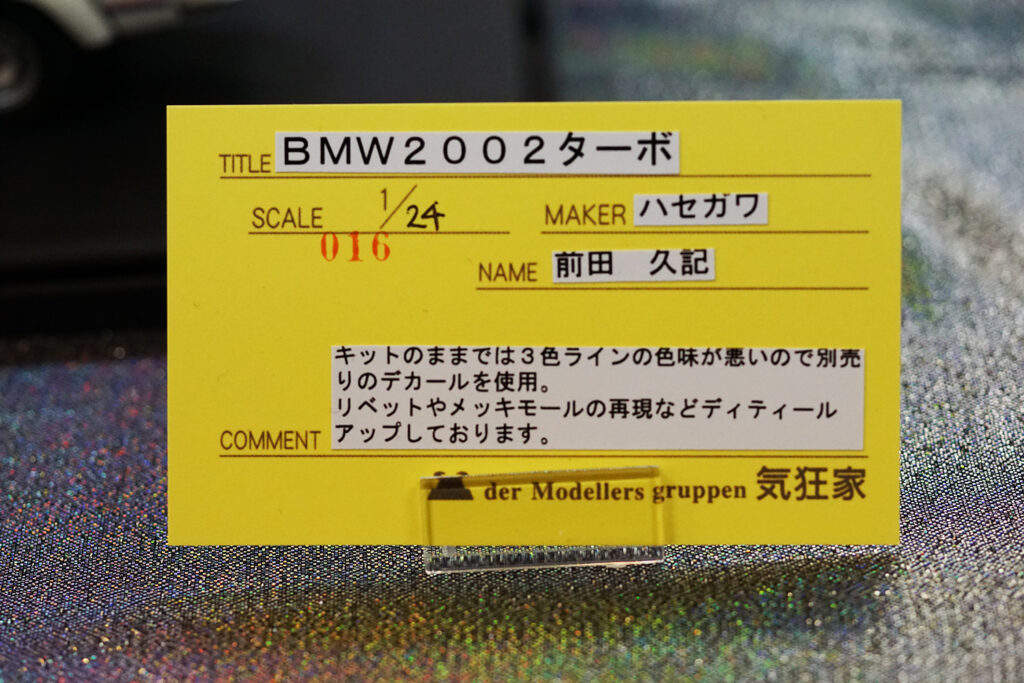 TITLE BMW2002ターボ
SCALE 1/24 MAKER ハセガワ
016
NAME 前田 久記
キットのままでは3色ラインの色味が悪いので別売
りのデカールを使用。
リベットやメッキモールの再現などディティール
COMMENT アップしております。
der Modellers gruppen 気狂家